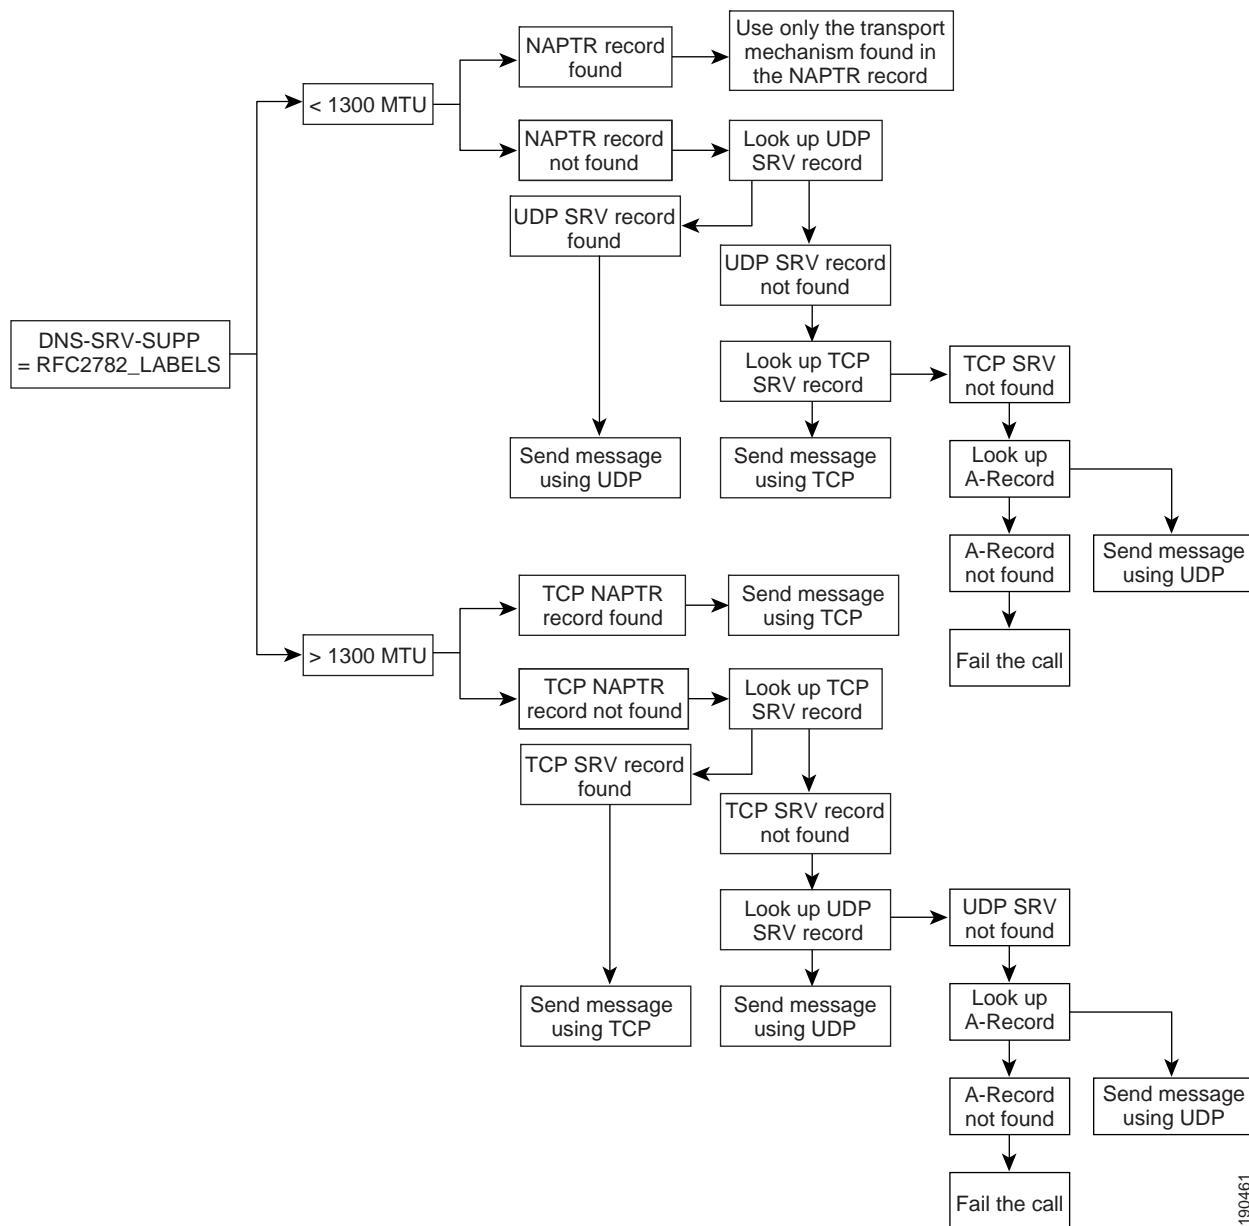 NAPTR record
found
Use only the transport
mechanism found in
the NAPTR record
< 1300 MTU
NAPTR record
not found
Look up UDP
SRV record
UDP SRV record
found
UDP SRV record
not found
DNS-SRV-SUPP
= RFC2782_LABELS
Look up TCP
SRV record
TCP SRV
not found
Send message
using UDP
Send message
using TCP
Look up
A-Record
A-Record
not found
Send message
using UDP
Fail the call
TCP NAPTR
record found
Send message
using TCP
> 1300 MTU
TCP NAPTR
record not found
Look up TCP
SRV record
TCP SRV record
found
TCP SRV record
not found
Look up UDP
SRV record
UDP SRV
not found
Send message
using TCP
Send message
using UDP
Look up
A-Record
A-Record
not found
Send message
using UDP
Fail the call
190461